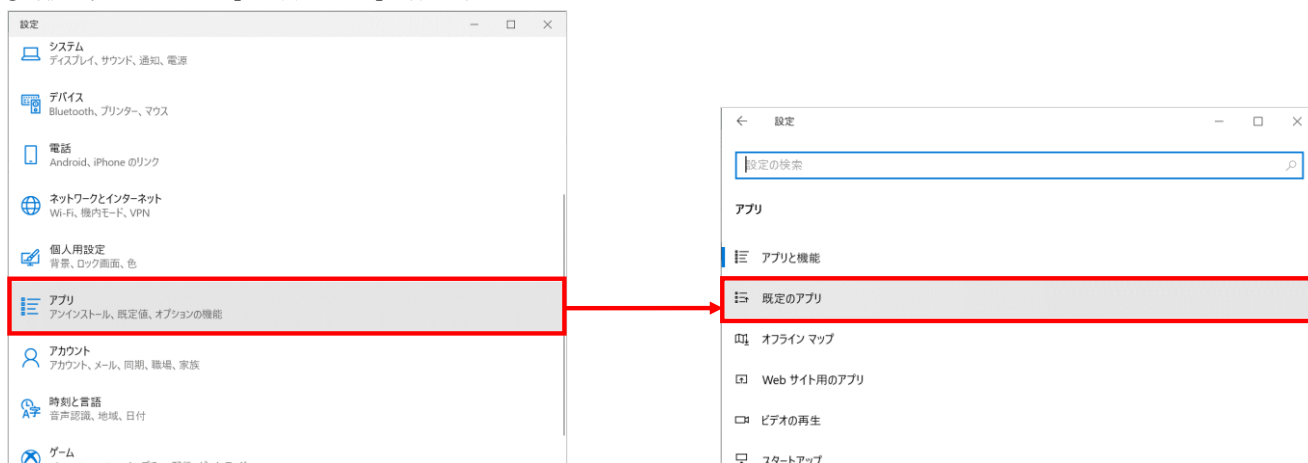 設定
システム
ディスプレイ、サウンド、通知、電源
デバイス
Bluetooth、プリンター、マウス
電話
Android、iPhone のリンク
ネットワークとインターネット
Wi-Fi、機内モード、VPN
個人用設定
背景、ロック画面、色
アプリ
アンインストール、既定値、オプションの機能
アカウント
アカウント、メール、同期、職場、家族
時刻と言語
音声認識、地域、日付
ゲーム
設定
設定の検索
アプリ
アプリと機能
既定のアプリ
オフライン マップ
Web サイト用のアプリ
ビデオの再生
スタートアップ